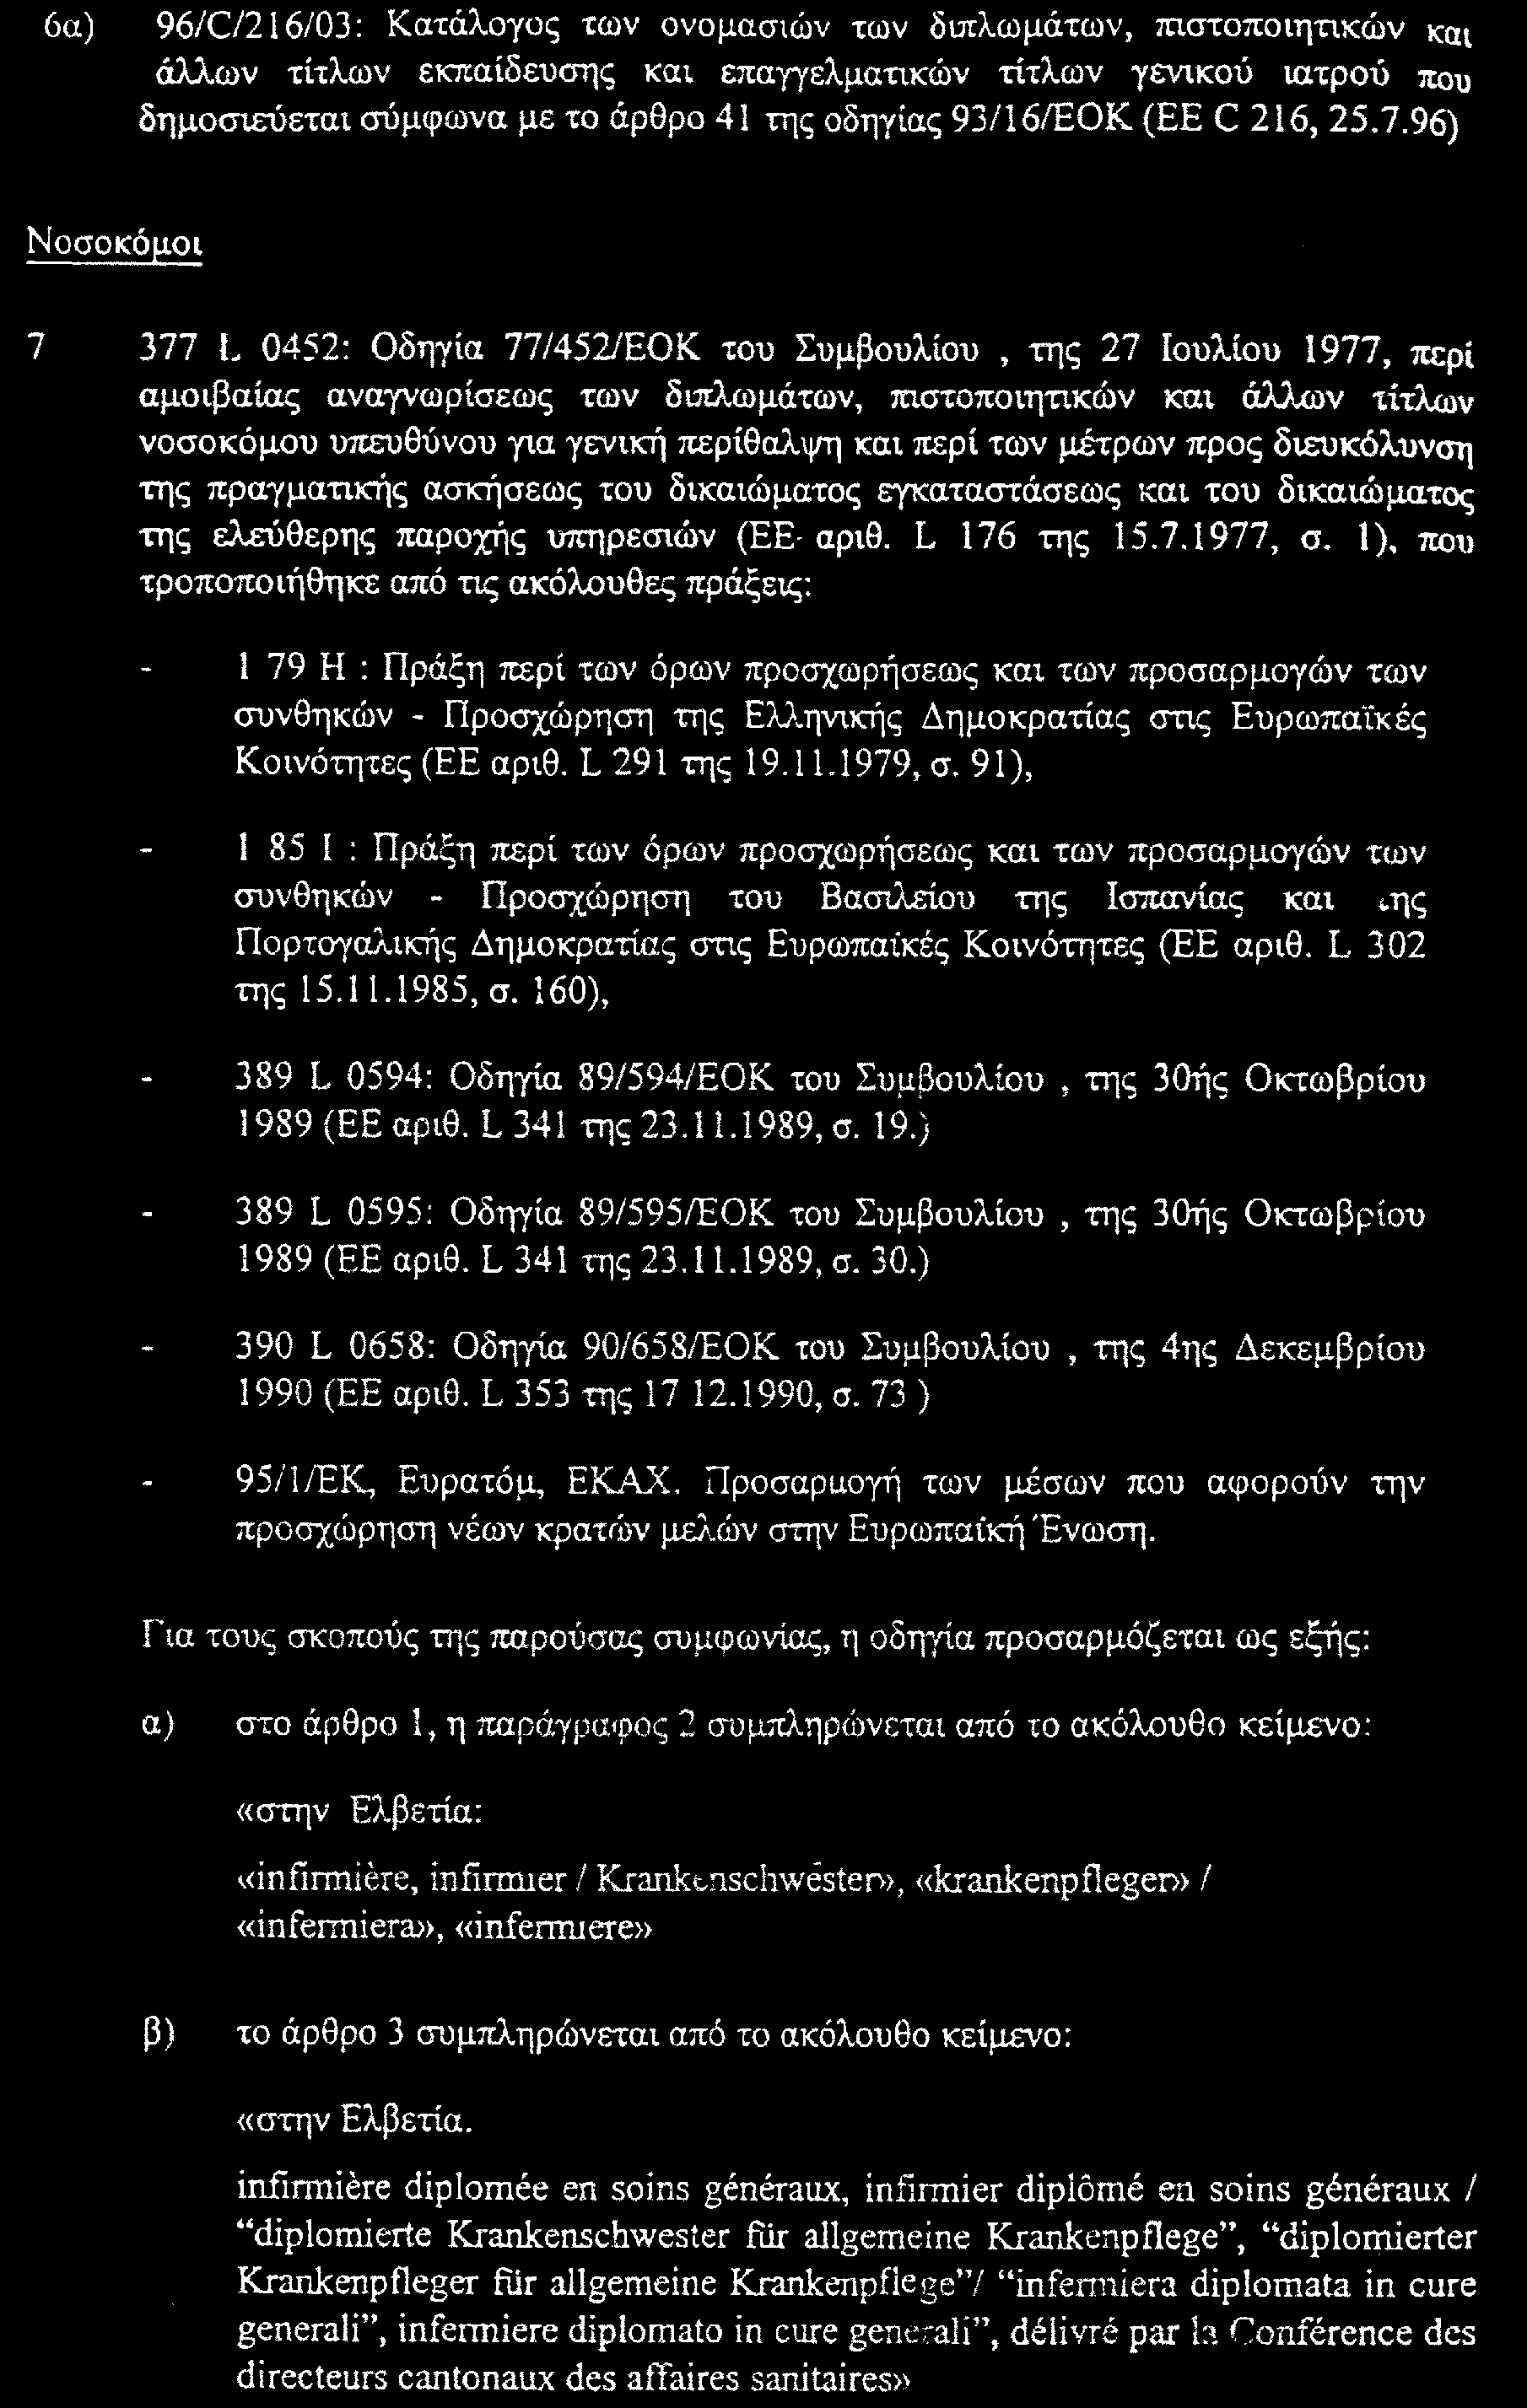 6α) 96/C/216/03: Κατάλογος των ονομασιών των διπλωμάτων, πιστοποιητικών και
άλλων τίτλων εκπαίδευσης και επαγγελματικών τίτλων γενικού ιατρού που
δημοσιεύεται σύμφωνα με το άρθρο 41 της οδηγίας 93/16/ΕΟΚ (ΕΕ C 216, 25.7.96)
Νοσοκόμοι
7 377 L 0452: Οδηγία 77/452/ΕΟΚ του Συμβουλίου , της 27 Ιουλίου 1977, περί
αμοιβαίας αναγνωρίσεως των διπλωμάτων, πιστοποιητικών και άλλων τίτλων
νοσοκόμου υπευθύνου για γενική περίθαλψη και περί των μέτρων προς διευκόλυνση
της πραγματικής ασκήσεως του δικαιώματος εγκαταστάσεως και του δικαιώματος
της ελεύθερης παροχής υπηρεσιών (ΕΕ αριθ. L 176 της 15.7.1977, σ. 1), που
τροποποιήθηκε από τις ακόλουθες πράξεις:
- 1 79 H : Πράξη περί των όρων προσχωρήσεως και των προσαρμογών των
συνθηκών - Προσχώρηση της Ελληνικής Δημοκρατίας στις Ευρωπαϊκές
Κοινότητες (ΕΕ αριθ. L 291 της 19.11.1979, σ. 91),
- 1 85 I : Πράξη περί των όρων προσχωρήσεως και των προσαρμογών των
συνθηκών - Προσχώρηση του Βασιλείου της Ισπανίας και της
Πορτογαλικής Δημοκρατίας στις Ευρωπαϊκές Κοινότητες (ΕΕ αριθ. L 302
της 15.11.1985, σ. 160),
- 389 L 0594: Οδηγία 89/594/ΕΟΚ του Συμβουλίου , της 30ής Οκτωβρίου
1989 (ΕΕ αριθ. L 341 της 23.11.1989, σ. 19.)
- 389 L 0595: Οδηγία 89/595/ΕΟΚ του Συμβουλίου , της 30ής Οκτωβρίου
1989 (ΕΕ αριθ. L 341 της 23.11.1989, σ. 30.)
- 390 L 0658: Οδηγία 90/658/ΕΟΚ του Συμβουλίου , της 4ης Δεκεμβρίου
1990 (ΕΕ αριθ. L 353 της 17 12.1990, σ. 73 )
- 95/1/ΕΚ, Ευρατόμ, ΕΚΑΧ. Προσαρμογή των μέσων που αφορούν την
προσχώρηση νέων κρατών μελών στην Ευρωπαϊκή Ένωση.
Για τους σκοπούς της παρούσας συμφωνίας, η οδηγία προσαρμόζεται ως εξής:
α) στο άρθρο 1, η παράγραφος 2 συμπληρώνεται από το ακόλουθο κείμενο:
«στην Ελβετία:
«infirmière, infirmier / Krankenschwester», «krankenpfleger» /
«infermiera», «infermiere»
β) το άρθρο 3 συμπληρώνεται από το ακόλουθο κείμενο:
«στην Ελβετία.
infirmière diplomée en soins généraux, infirmier diplômé en soins généraux /
“diplomierte Krankenschwester für allgemeine Krankenpflege”, “diplomierter
Krankenpfleger für allgemeine Krankenpflege”/ “infermiera diplomata in cure
generali”, infermiere diplomato in cure generali”, délivré par la Conférence des
directeurs cantonaux des affaires sanitaires»